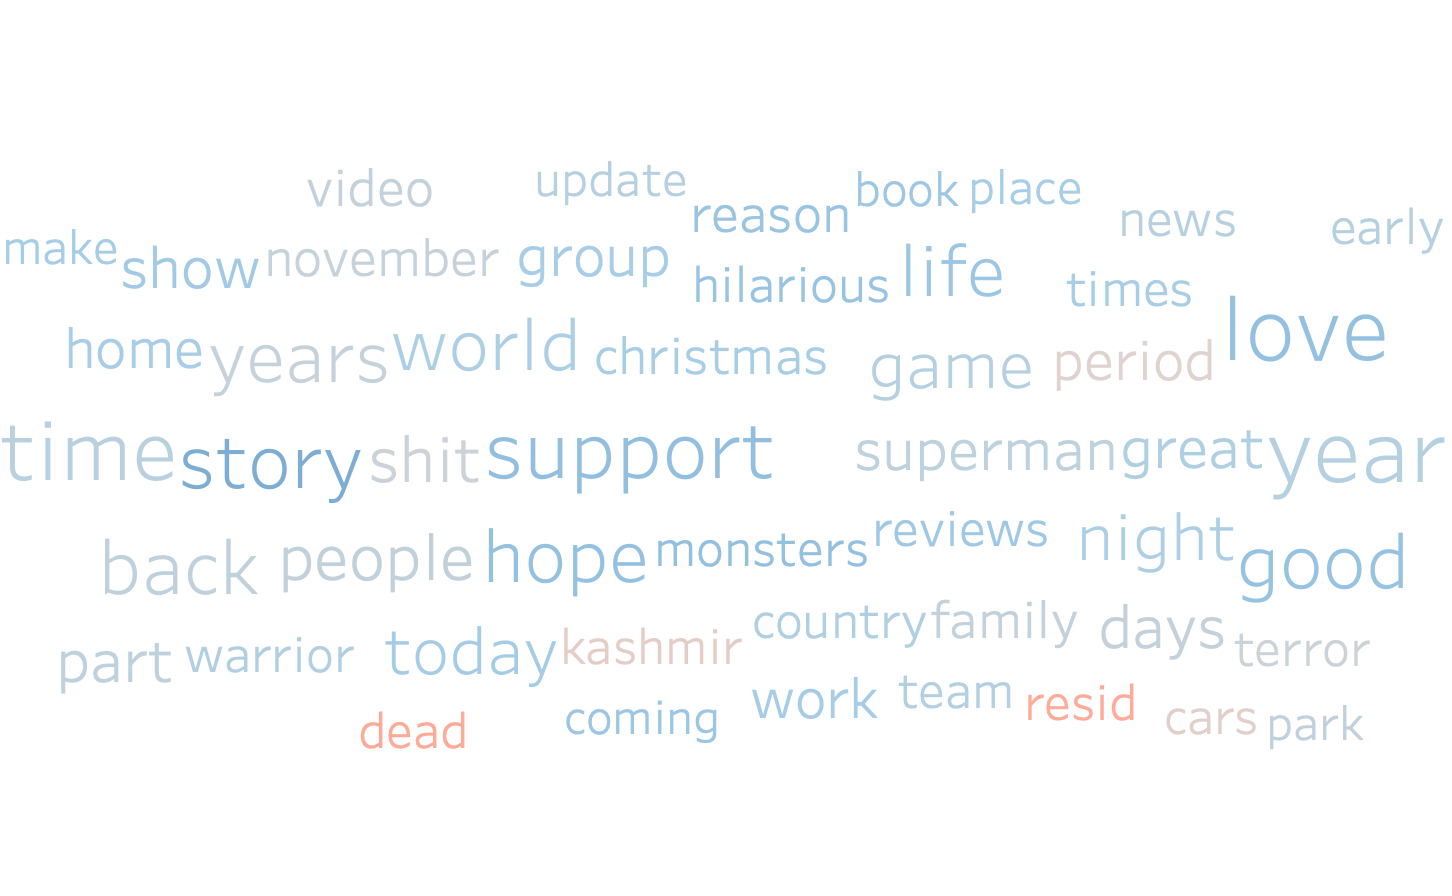 video update book place
make show november group reason news early
hilarious life times
home years world christmas game period love
time story shit support superman great year
back people hope monsters reviews night good
part warrior today kashmir country family days terror
dead coming work team resid cars park